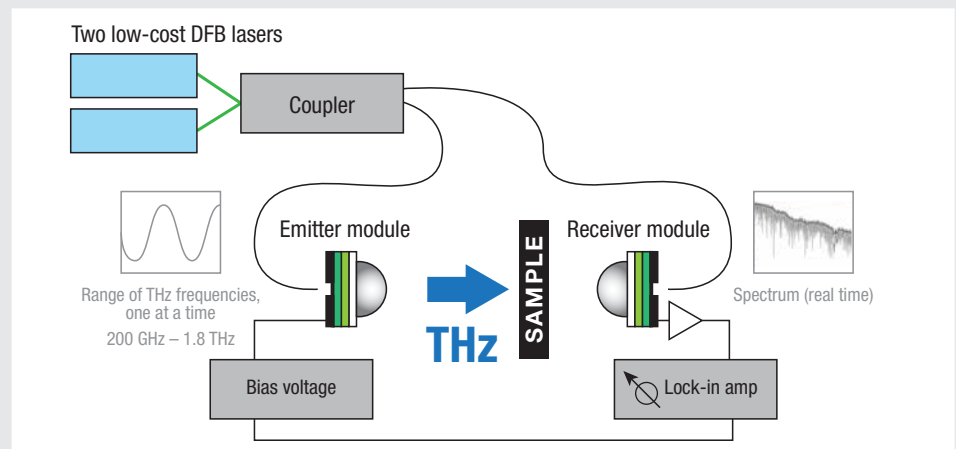 Two low-cost DFB lasers
Coupler
Emitter module
Receiver module
SAMPLE
THz
Range of THz frequencies,
one at a time
200 GHz – 1.8 THz
Spectrum (real time)
Bias voltage
Lock-in amp